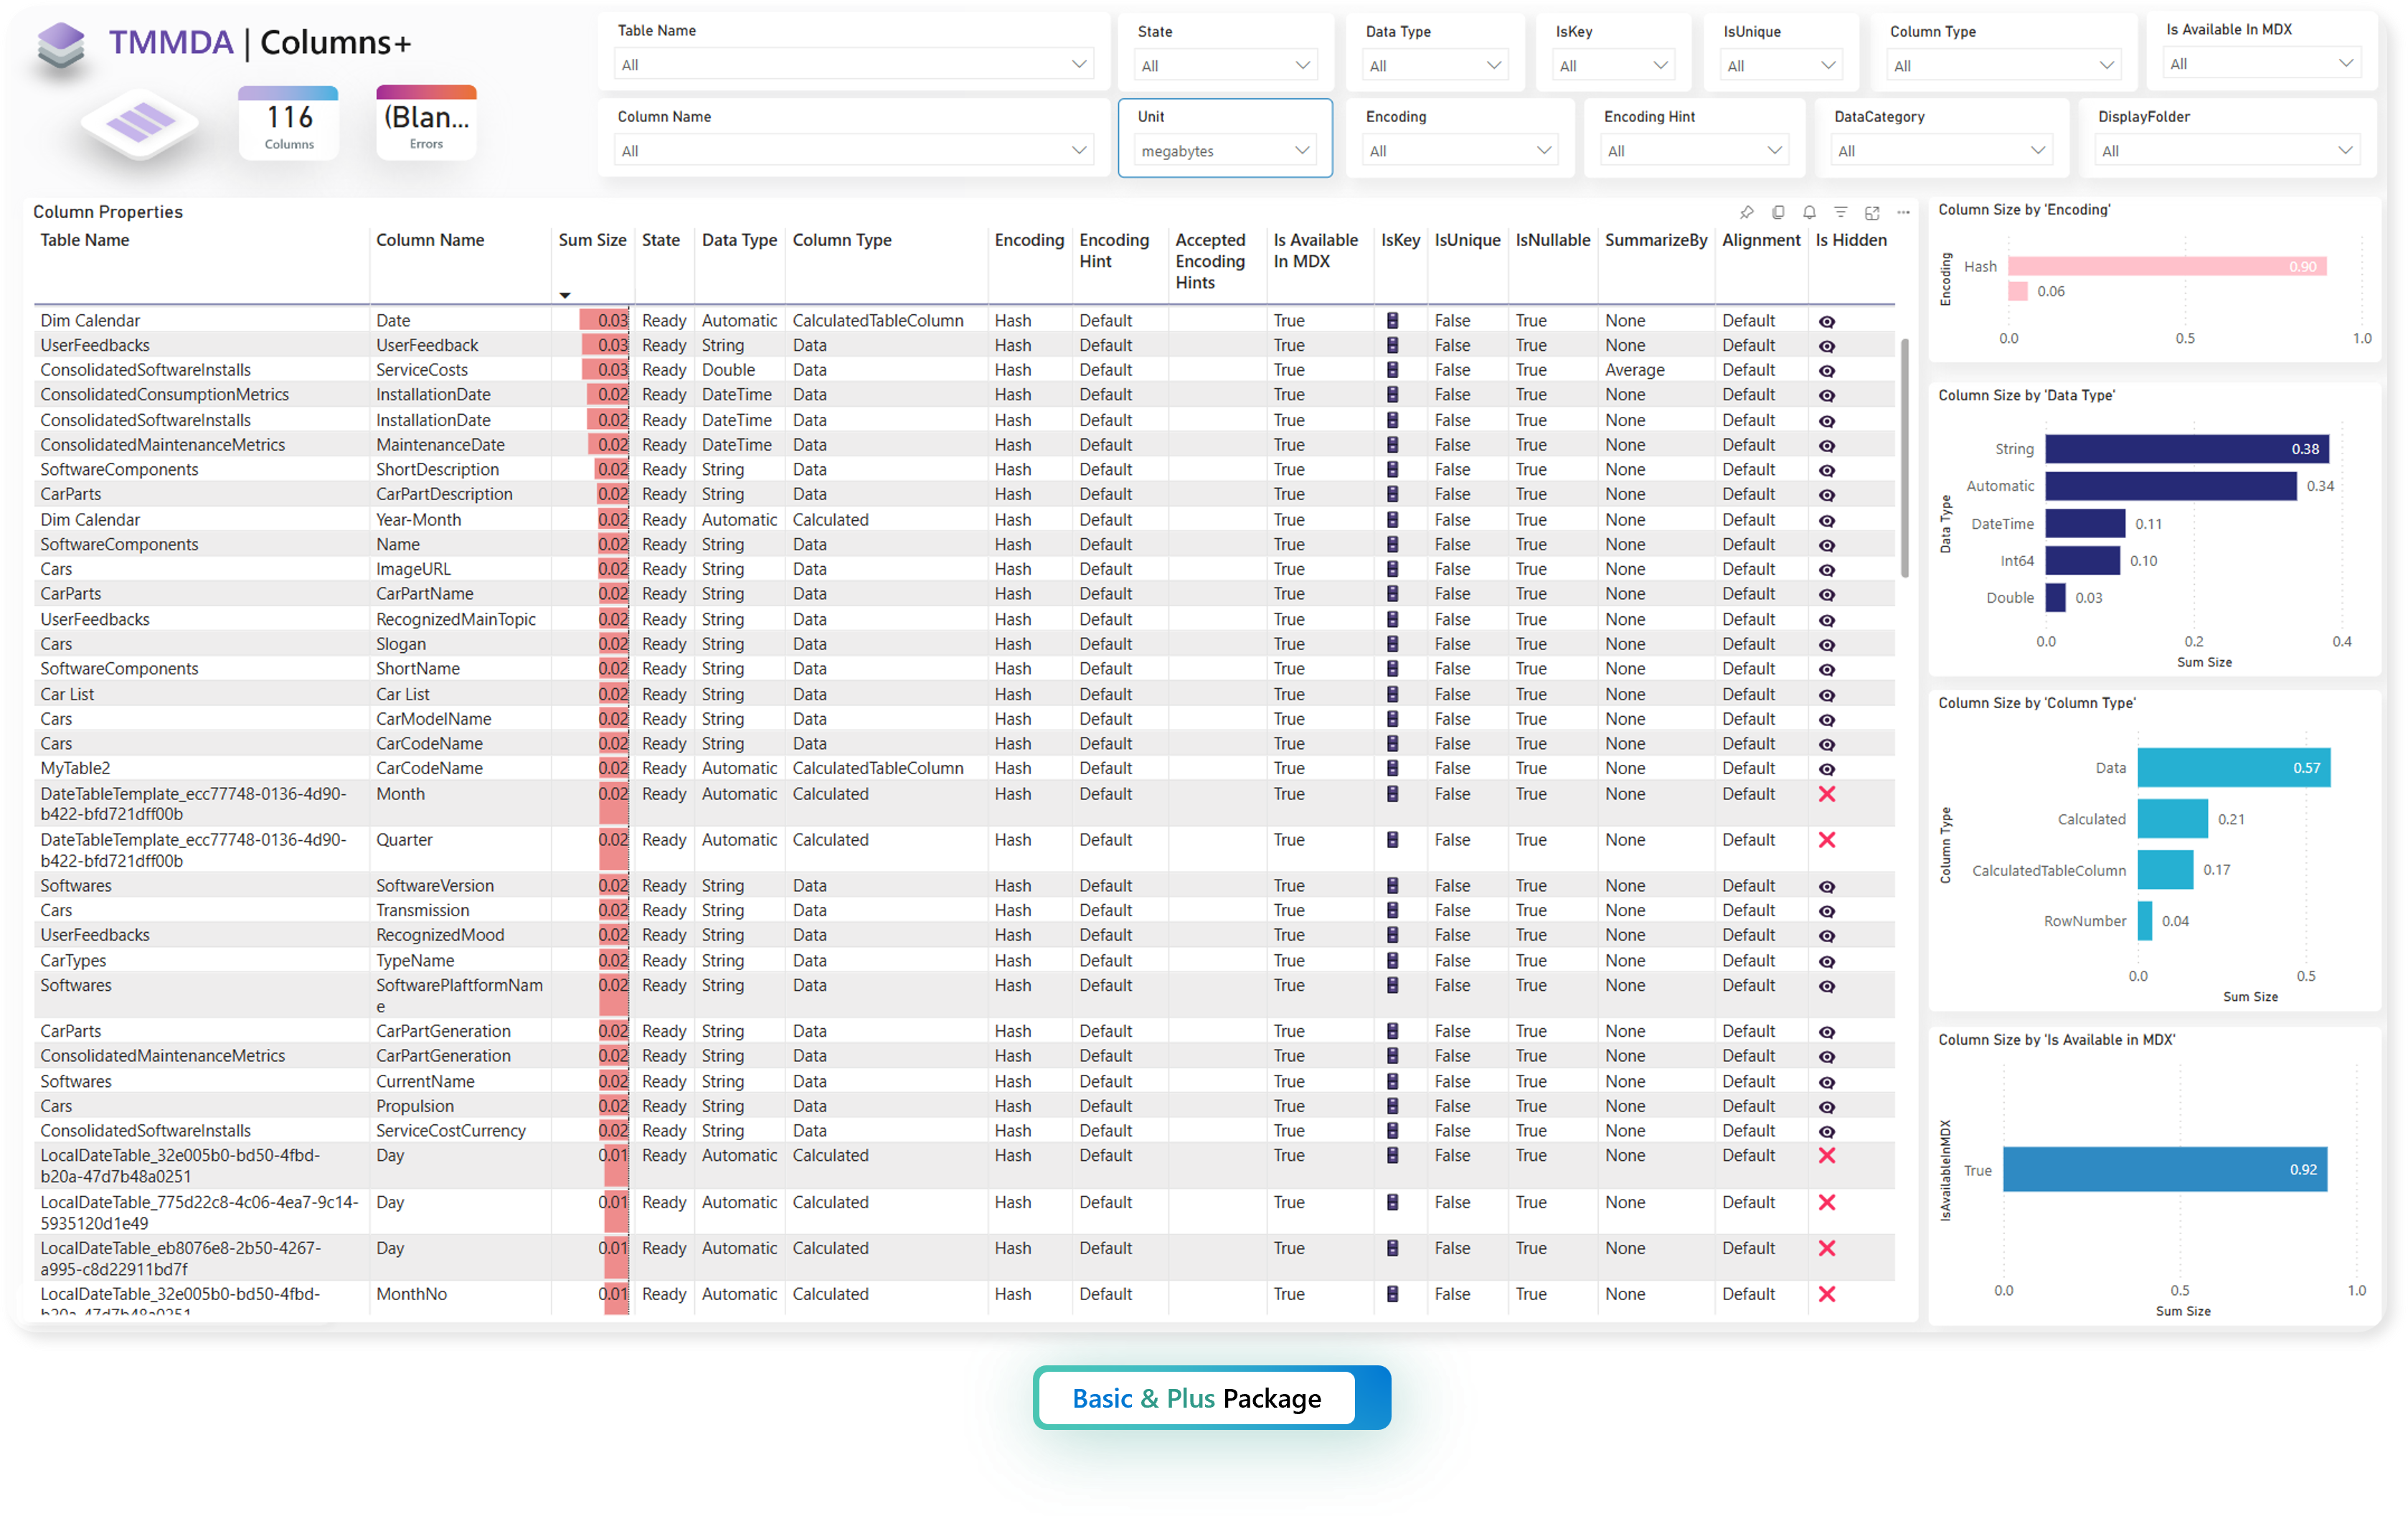 TMMDA | Columns+
116
Columns
(Blan...
Errors
Table Name
All
State
All
Data Type
All
IsKey
All
IsUnique
All
Column Type
All
Is Available In MDX
All
Column Name
All
Unit
megabytes
Encoding
All
Encoding Hint
All
DataCategory
All
DisplayFolder
All
Column Properties
Table Name Column Name Sum Size State Data Type Column Type Encoding Encoding Hint Accepted Encoding Hints Is Available In MDX IsKey IsUnique IsNullable SummarizeBy Alignment Is Hidden
Dim Calendar Date 0.03 Ready Automatic CalculatedTableColumn Hash Default True False True None Default
UserFeedbacks UserFeedback 0.03 Ready String Data Hash Default True False True None Default
ConsolidatedSoftwareInstalls ServiceCosts 0.03 Ready Double Data Hash Default True False True Average Default
ConsolidatedConsumptionMetrics InstallationDate 0.02 Ready DateTime Data Hash Default True False True None Default
ConsolidatedSoftwareInstalls InstallationDate 0.02 Ready DateTime Data Hash Default True False True None Default
ConsolidatedMaintenanceMetrics MaintenanceDate 0.02 Ready DateTime Data Hash Default True False True None Default
SoftwareComponents ShortDescription 0.02 Ready String Data Hash Default True False True None Default
CarParts CarPartDescription 0.02 Ready String Data Hash Default True False True None Default
Dim Calendar Year-Month 0.02 Ready Automatic Calculated Hash Default True False True None Default
SoftwareComponents Name 0.02 Ready String Data Hash Default True False True None Default
Cars ImageURL 0.02 Ready String Data Hash Default True False True None Default
CarParts CarPartName 0.02 Ready String Data Hash Default True False True None Default
UserFeedbacks RecognizedMainTopic 0.02 Ready String Data Hash Default True False True None Default
Cars Slogan 0.02 Ready String Data Hash Default True False True None Default
SoftwareComponents ShortName 0.02 Ready String Data Hash Default True False True None Default
Car List Car List 0.02 Ready String Data Hash Default True False True None Default
Cars CarModelName 0.02 Ready String Data Hash Default True False True None Default
Cars CarCodeName 0.02 Ready String Data Hash Default True False True None Default
MyTable2 CarCodeName 0.02 Ready Automatic CalculatedTableColumn Hash Default True False True None Default
DateTableTemplate_ecc77748-0136-4d90- Month 0.02 Ready Automatic Calculated Hash Default True False True None Default
b422-bfd721dff00b
DateTableTemplate_ecc77748-0136-4d90- Quarter 0.02 Ready Automatic Calculated Hash Default True False True None Default
b422-bfd721dff00b
Softwares SoftwareVersion 0.02 Ready String Data Hash Default True False True None Default
Cars Transmission 0.02 Ready String Data Hash Default True False True None Default
UserFeedbacks RecognizedMood 0.02 Ready String Data Hash Default True False True None Default
CarTypes TypeName 0.02 Ready String Data Hash Default True False True None Default
Softwares SoftwarePlaftformNam 0.02 Ready String Data Hash Default True False True None Default
e
CarParts CarPartGeneration 0.02 Ready String Data Hash Default True False True None Default
ConsolidatedMaintenanceMetrics CarPartGeneration 0.02 Ready String Data Hash Default True False True None Default
Softwares CurrentName 0.02 Ready String Data Hash Default True False True None Default
Cars Propulsion 0.02 Ready String Data Hash Default True False True None Default
ConsolidatedSoftwareInstalls ServiceCostCurrency 0.02 Ready String Data Hash Default True False True None Default
LocalDateTable_32e005b0-bd50-4fbd- Day 0.01 Ready Automatic Calculated Hash Default True False True None Default
b20a-47d7b48a0251
LocalDateTable_775d22c8-4c06-4ea7-9c14- Day 0.01 Ready Automatic Calculated Hash Default True False True None Default
5935120d1e49
LocalDateTable_eb8076e8-2b50-4267- Day 0.01 Ready Automatic Calculated Hash Default True False True None Default
a995-c8d22911bd7f
LocalDateTable_32e005b0-bd50-4fbd- MonthNo 0.01 Ready Automatic Calculated Hash Default True False True None Default
b20a-47d7b48a0251
Column Size by 'Encoding'
Encoding
Hash 0.90
0.06
0.0 0.5 1.0
Column Size by 'Data Type'
Data Type
String 0.38
Automatic 0.34
DateTime 0.11
Int64 0.10
Double 0.03
0.0 0.2 0.4
Sum Size
Column Size by 'Column Type'
Column Type
Data 0.57
Calculated 0.21
CalculatedTableColumn 0.17
RowNumber 0.04
0.0 0.5
Sum Size
Column Size by 'Is Available in MDX'
IsAvailableInMDX
True 0.92
0.0 0.5 1.0
Sum Size
Basic & Plus Package